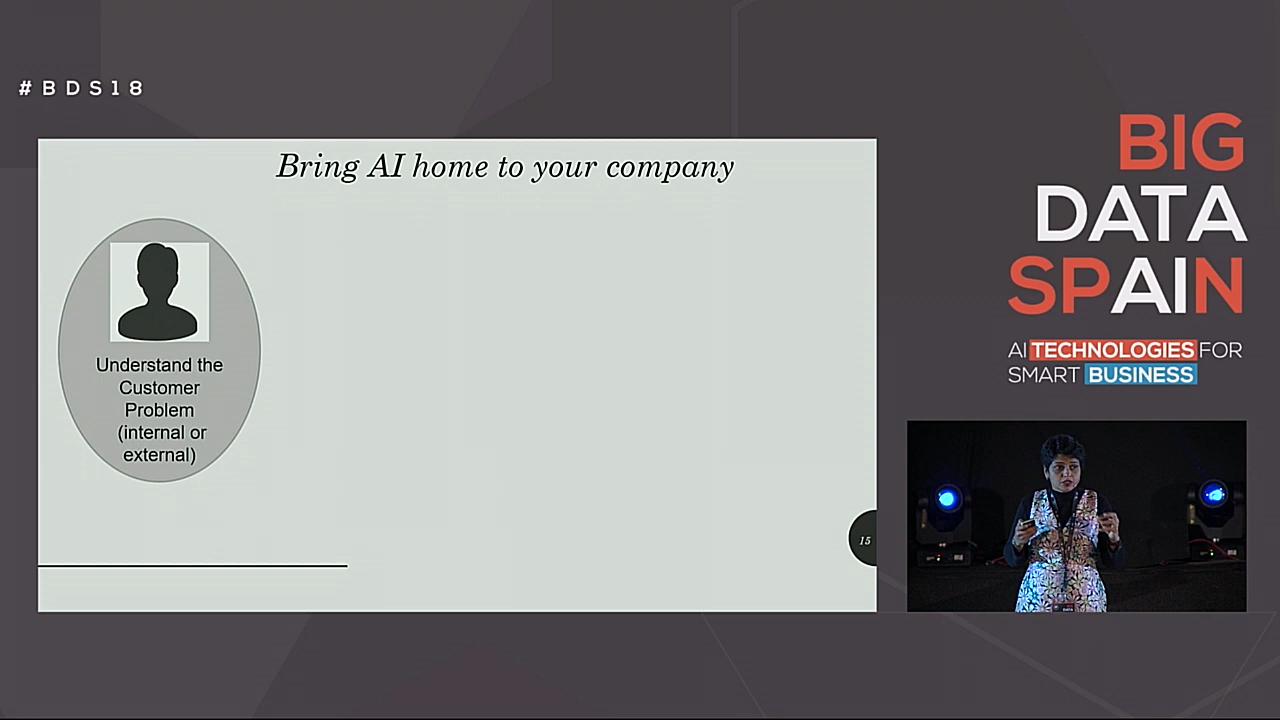 #BDS18
Bring AI home to your company
Understand the
Customer
Problem
(internal or
external)
15
BIG
DATA
SPAIN
AI TECHNOLOGIES FOR
SMART BUSINESS